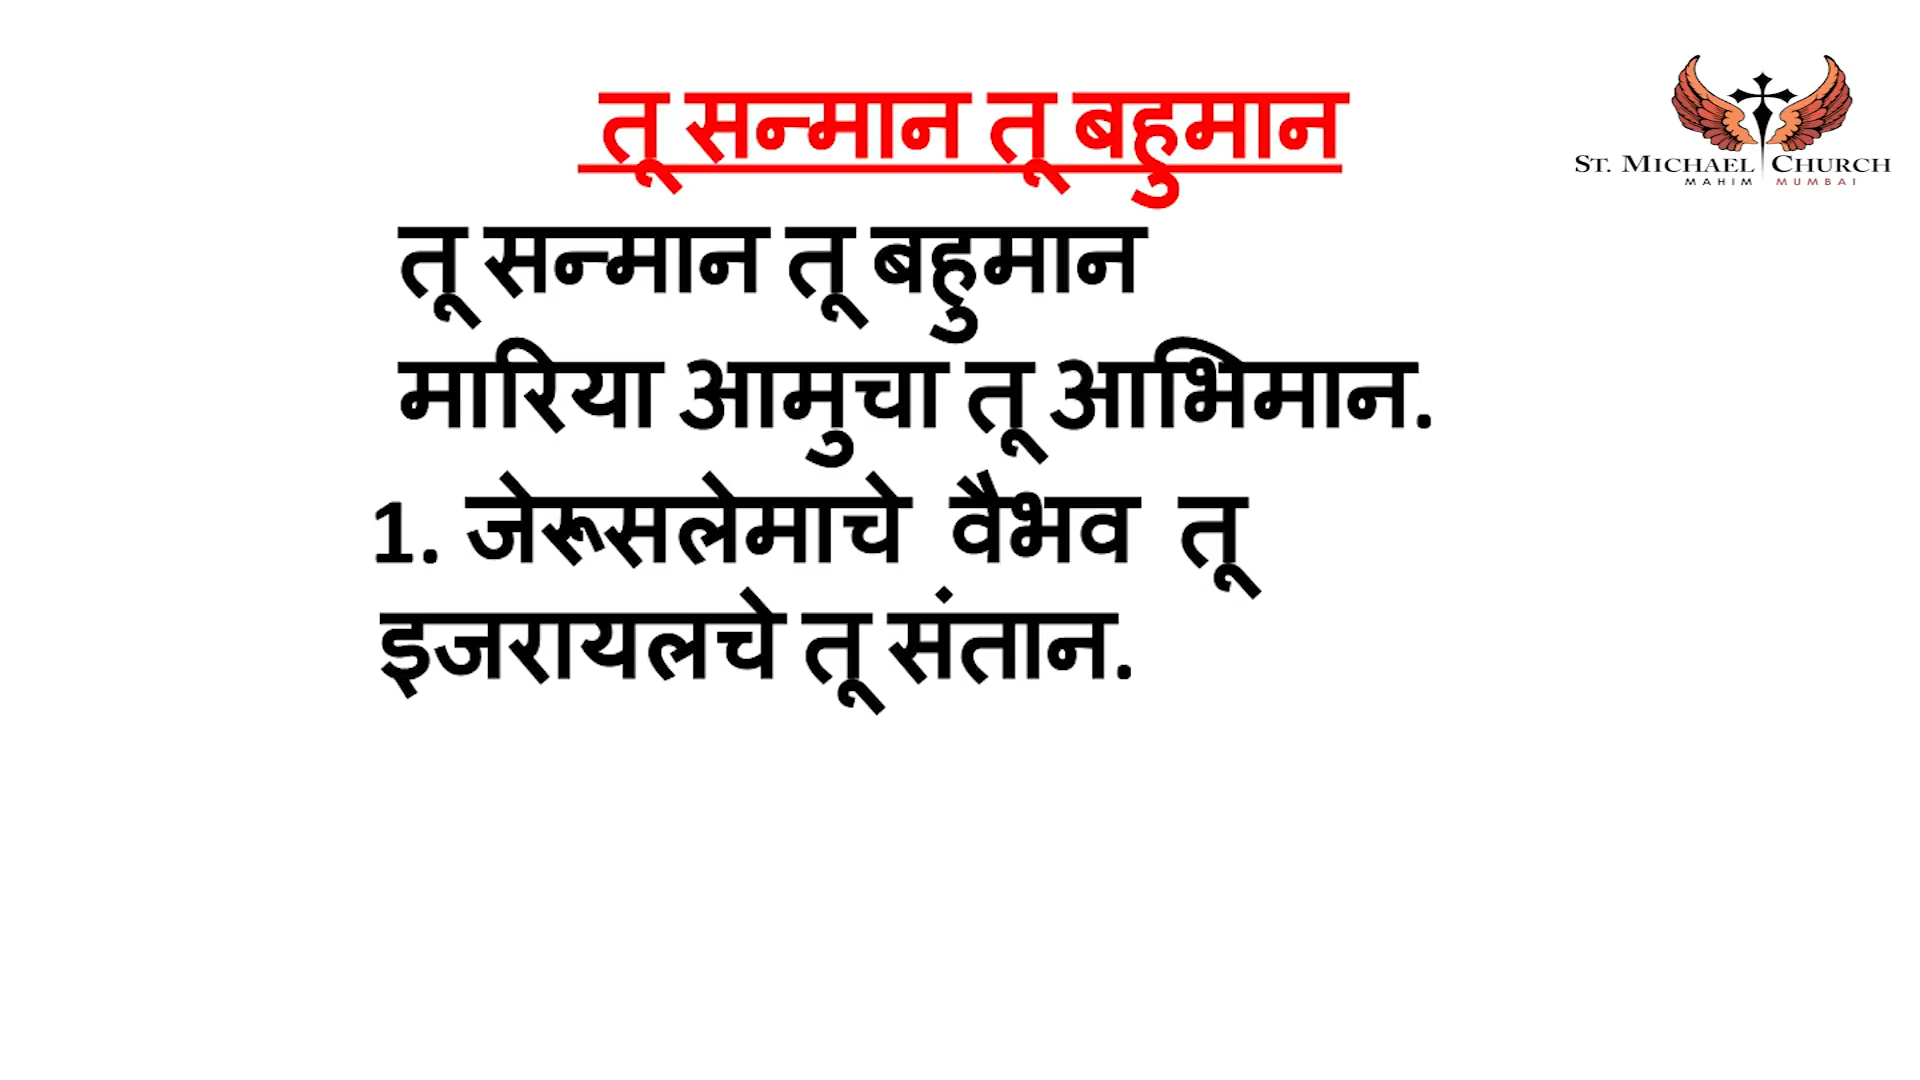 तू सन्मान तू बहुमान
ST. MICHAEL CHURCH
MAHIM MUMBAI
तू सन्मान तू बहुमान
मारिया आमुचा तू आभिमान.
1. जेरूसलेमाचे वैभव तू
इजरायलचे तू संतान.